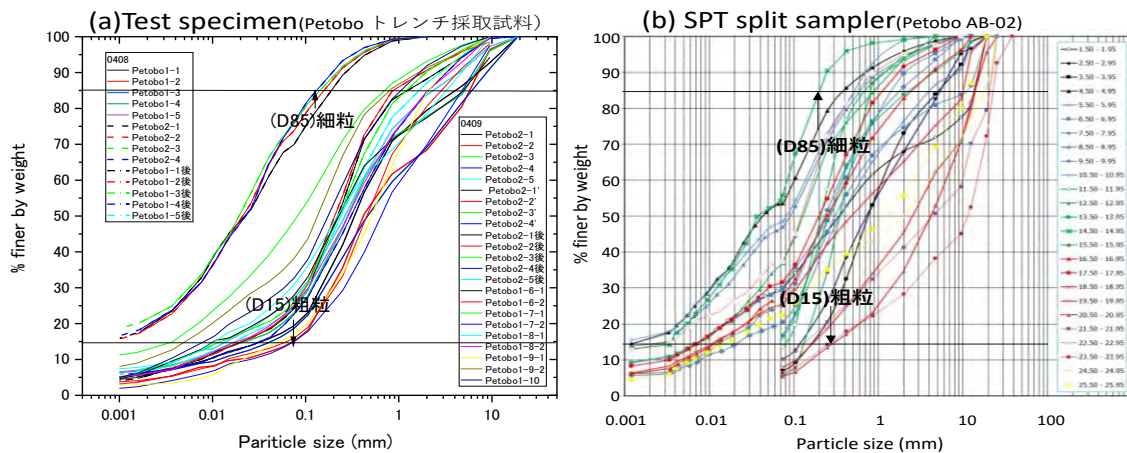 (a)Test specimen(Petobo トレンチ採取試料)
% finer by weight
100
90
80
70
60
50
40
30
20
10
0
0408
Petobo1-1
Petobo1-2
Petobo1-3
Petobo1-4
Petobo1-5
Petobo2-1
Petobo2-2
Petobo2-3
Petobo2-4
Petobo1-1後
Petobo1-2後
Petobo1-3後
Petobo1-4後
Petobo1-5後
(D85)細粒
(D15)粗粒
0409
Petobo2-1
Petobo2-2
Petobo2-3
Petobo2-4
Petobo2-5
Petobo2-1'
Petobo2-2'
Petobo2-3'
Petobo2-4'
Petobo2-1後
Petobo2-2後
Petobo2-3後
Petobo2-4後
Petobo2-5後
Petobo1-6-1
Petobo1-6-2
Petobo1-7-1
Petobo1-7-2
Petobo1-8-1
Petobo1-8-2
Petobo1-9-1
Petobo1-9-2
Petobo1-10
0.001 0.01 0.1 1 10
Pariticle size (mm)
(b) SPT split sampler(Petobo AB-02)
% finer by weight
100
90
80
70
60
50
40
30
20
10
0
(D85)細粒
(D15)粗粒
1.50 - 1.95
2.50 - 2.95
3.50 - 3.95
4.50 - 4.95
5.50 - 5.95
6.50 - 6.95
7.50 - 7.95
8.50 - 8.95
9.50 - 9.95
10.50 - 10.95
11.50 - 11.95
12.50 - 12.95
13.50 - 13.95
14.50 - 14.95
15.50 - 15.95
16.50 - 16.95
17.50 - 17.95
18.50 - 18.95
19.50 - 19.95
20.50 - 20.95
21.50 - 21.95
22.50 - 22.95
23.50 - 23.95
24.50 - 24.95
25.50 - 25.95
0.001 0.01 0.1 1 10 100
Particle size (mm)